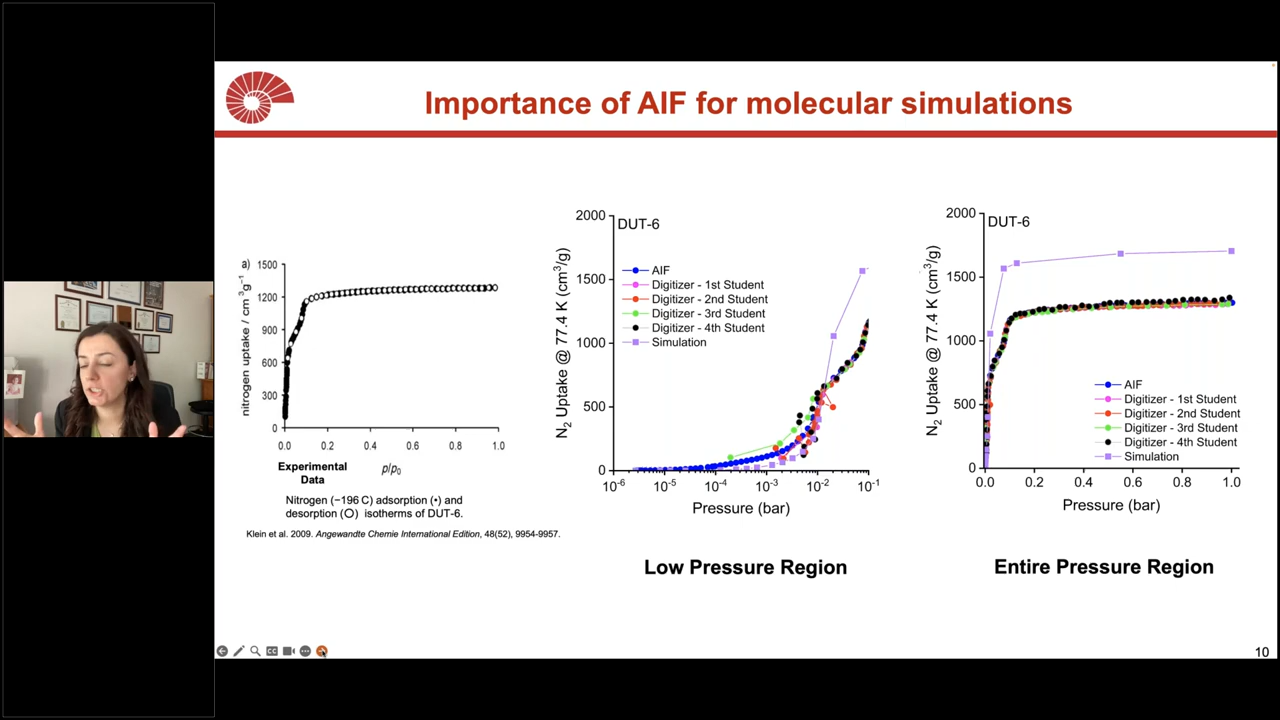 Importance of AIF for molecular simulations
a)
1500
1200
900
600
300
0
0.0
0.2
0.4
0.6
0.8
1.0
nitrogen uptake / cm³g⁻¹
p/p₀
Experimental
Data
Nitrogen (−196 C) adsorption (•) and
desorption (O) isotherms of DUT-6.
Klein et al. 2009. Angewandte Chemie International Edition, 48(52), 9954-9957.
2000
1500
1000
500
0
DUT-6
AIF
Digitizer - 1st Student
Digitizer - 2nd Student
Digitizer - 3rd Student
Digitizer - 4th Student
Simulation
N₂ Uptake @ 77.4 K (cm³/g)
10⁻⁶
10⁻⁵
10⁻⁴
10⁻³
10⁻²
10⁻¹
Pressure (bar)
Low Pressure Region
2000
1500
1000
500
0
DUT-6
N₂ Uptake @ 77.4 K (cm³/g)
AIF
Digitizer - 1st Student
Digitizer - 2nd Student
Digitizer - 3rd Student
Digitizer - 4th Student
Simulation
0.0
0.2
0.4
0.6
0.8
1.0
Pressure (bar)
Entire Pressure Region
CC
10